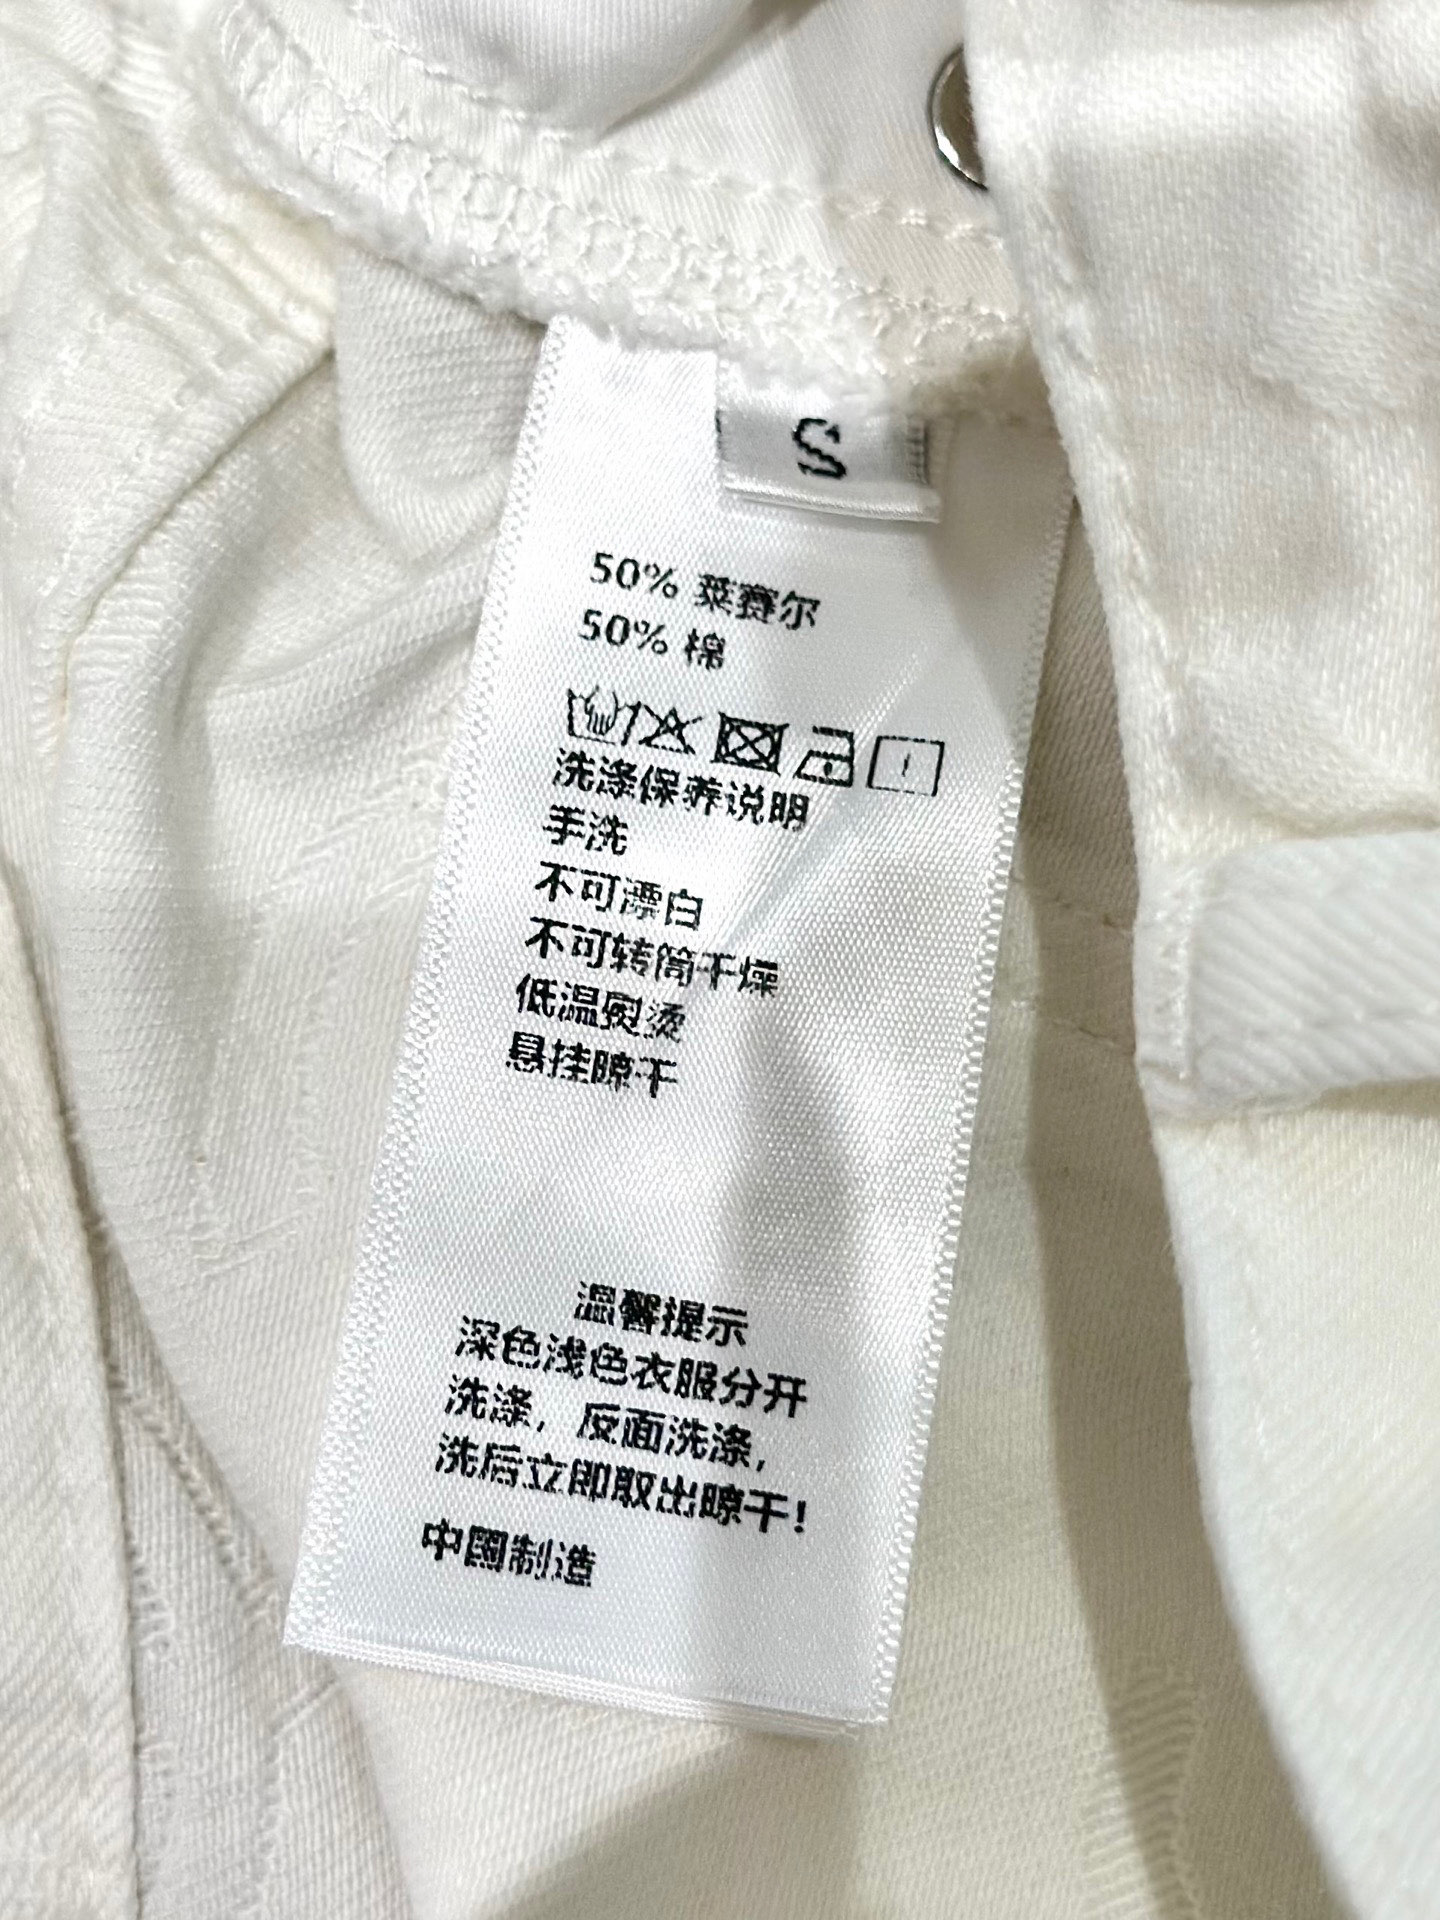 S
50% 莱赛尔
50% 棉
洗涤保养说明
手洗
不可漂白
不可转筒干燥
低温熨烫
悬挂晾干
温馨提示
深色浅色衣服分开
洗涤，反面洗涤，
洗后立即取出晾干！
中國制造